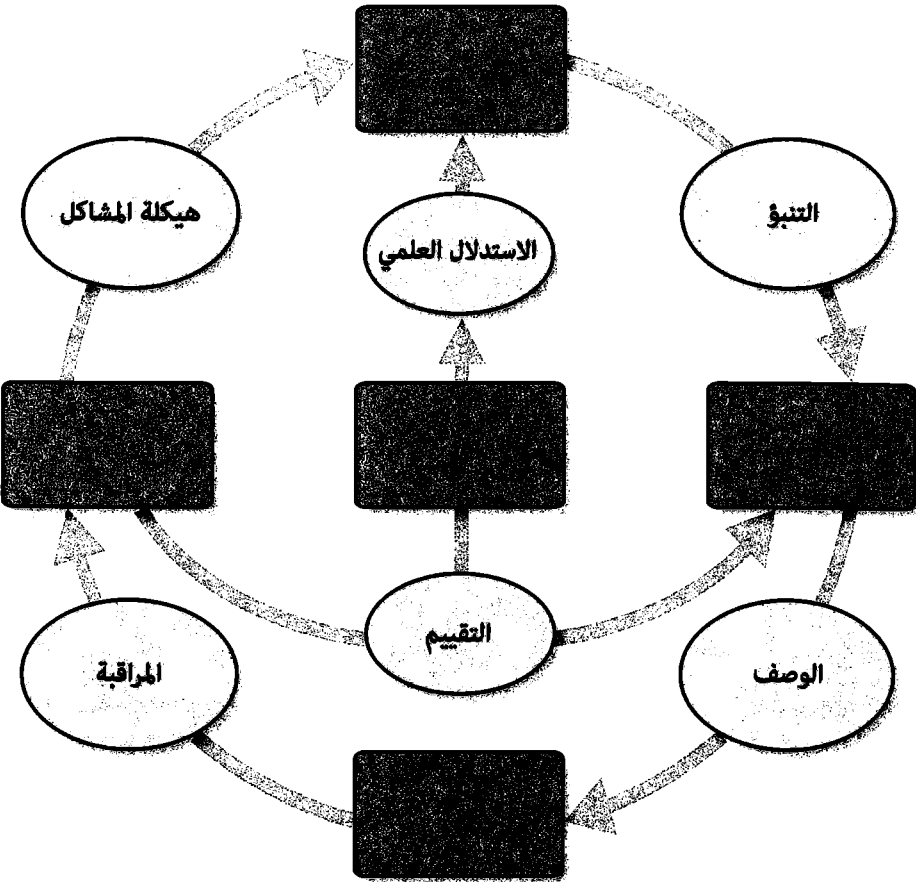 هيكلة المشاكل
الاستدلال العلمي
التنبؤ
التقييم
المراقبة
الوصف